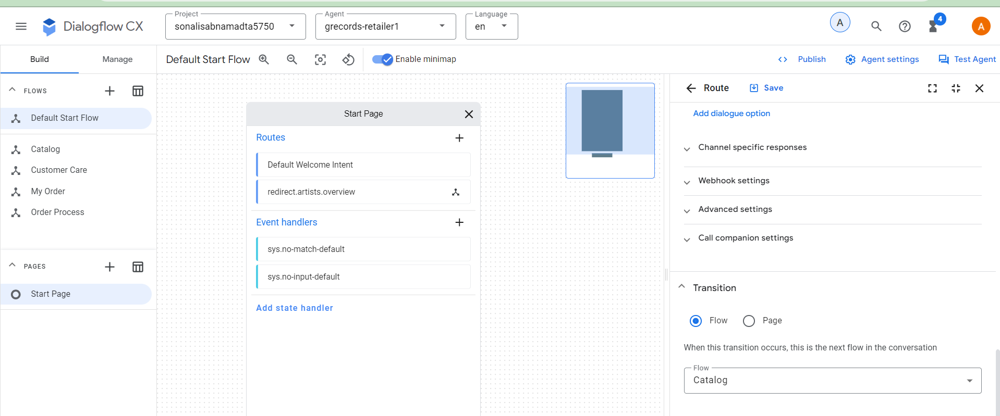 Project
Agent
Language
Dialogflow CX
sonalisabnamadta5750
grecords-retailer1
en
A
4
A
Build
Manage
Default Start Flow
Enable minimap
Publish
Agent settings
Test Agent
FLOWS
Default Start Flow
Catalog
Customer Care
My Order
Order Process
PAGES
Start Page
Start Page
Routes
Default Welcome Intent
redirect.artists.overview
Event handlers
sys.no-match-default
sys.no-input-default
Add state handler
Route
Save
Add dialogue option
Channel specific responses
Webhook settings
Advanced settings
Call companion settings
Transition
Flow
Page
When this transition occurs, this is the next flow in the conversation
Flow
Catalog